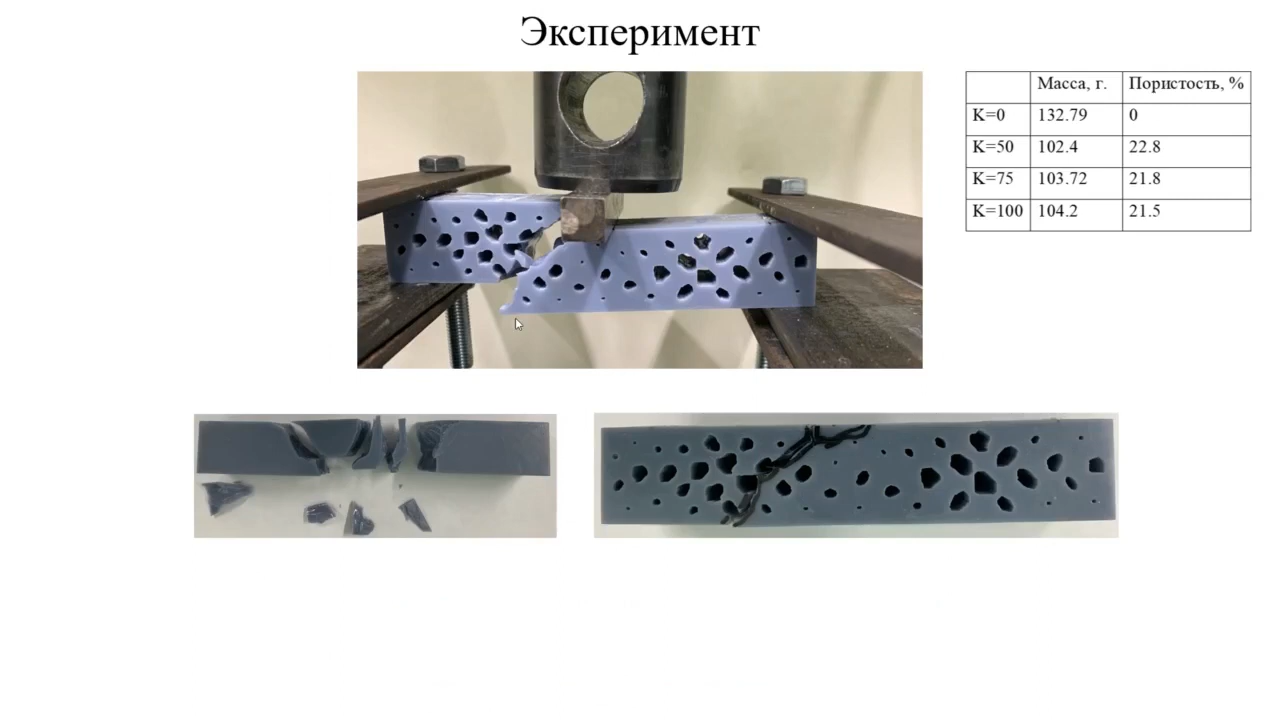 Эксперимент
Масса, г. Пористость, %
K=0 132.79 0
K=50 102.4 22.8
K=75 103.72 21.8
K=100 104.2 21.5